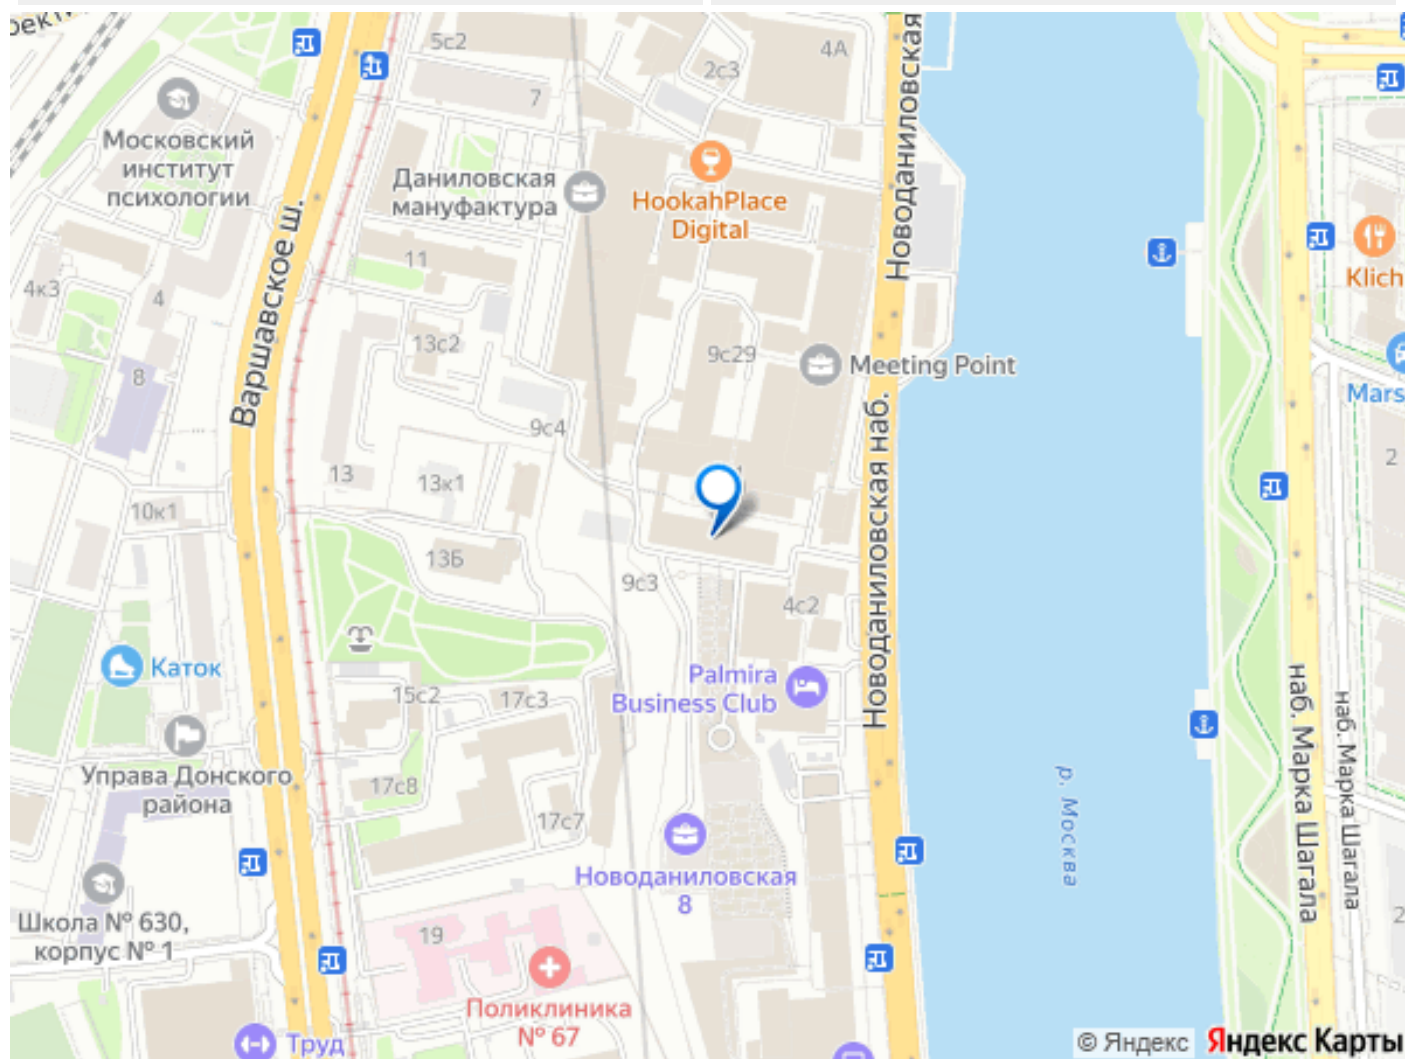 5с2
4А
2с3
7
Московский
институт
психологии
Даниловская
мануфактура
HookahPlace
Digital
Новоданиловская
11
Klich
4к3
4
Варшавское ш.
13с2
9с29
Meeting Point
8
Mars
9с4
Новоданиловская наб.
2
13
13к1
10к1
13Б
9с3
4с2
Каток
Palmira
Business Club
15с2
17с3
наб. Марка Шагала
наб. Марка Шагала
Управа Донского
района
17с8
р. Москва
17с7
Новоданиловская
8
Школа № 630,
корпус № 1
19
2
Поликлиника
№ 67
Труд
© Яндекс
Яндекс Карты